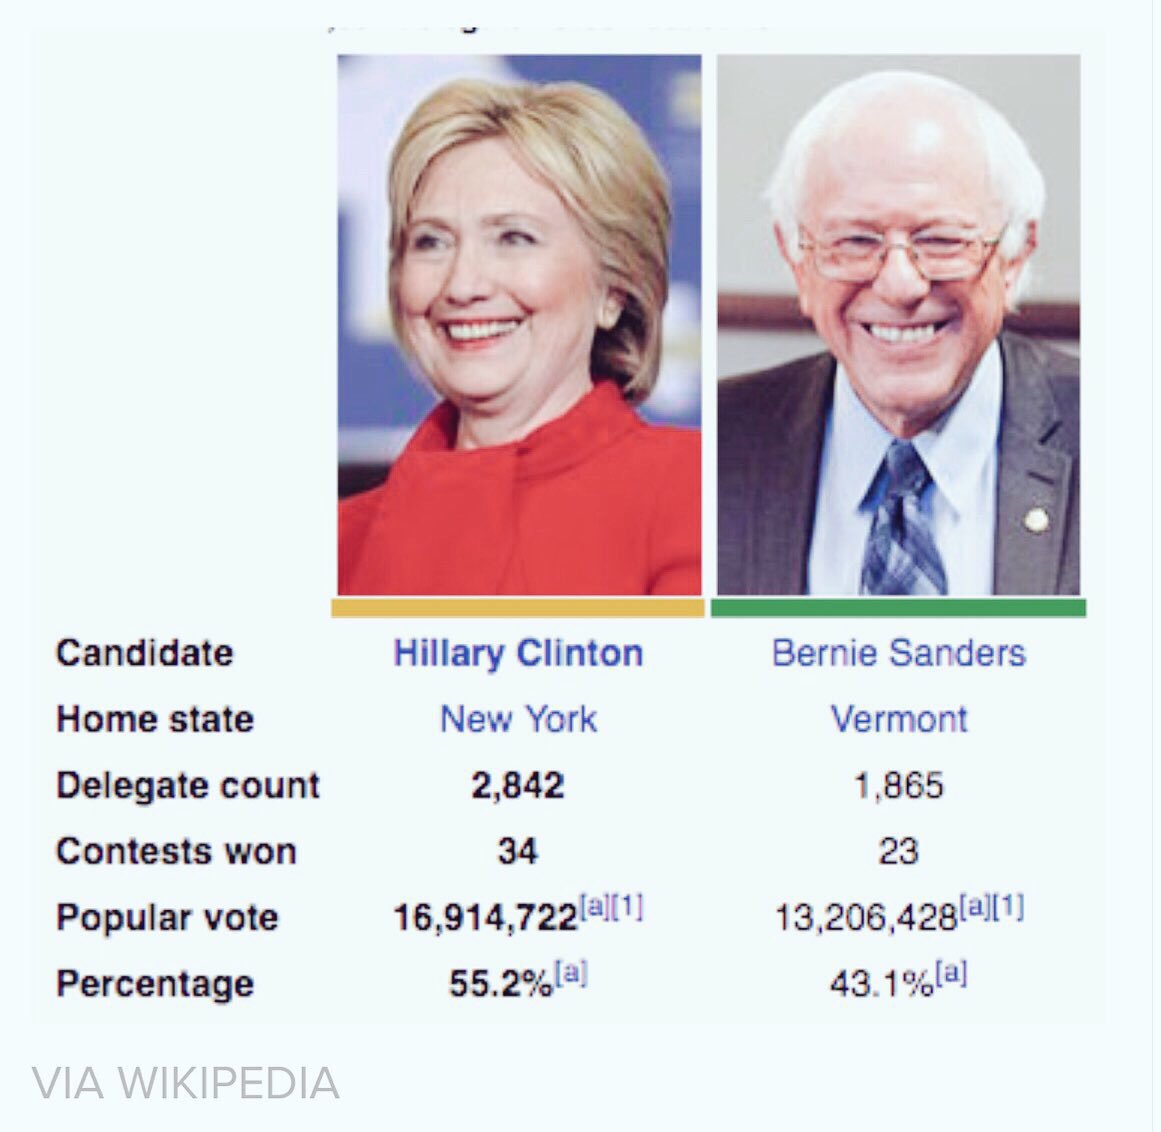 Candidate Hillary Clinton Bernie Sanders
Home state New York Vermont
Delegate count 2,842 1,865
Contests won 34 23
Popular vote 16,914,722[a][1] 13,206,428[a][1]
Percentage 55.2%[a] 43.1%[a]
VIA WIKIPEDIA